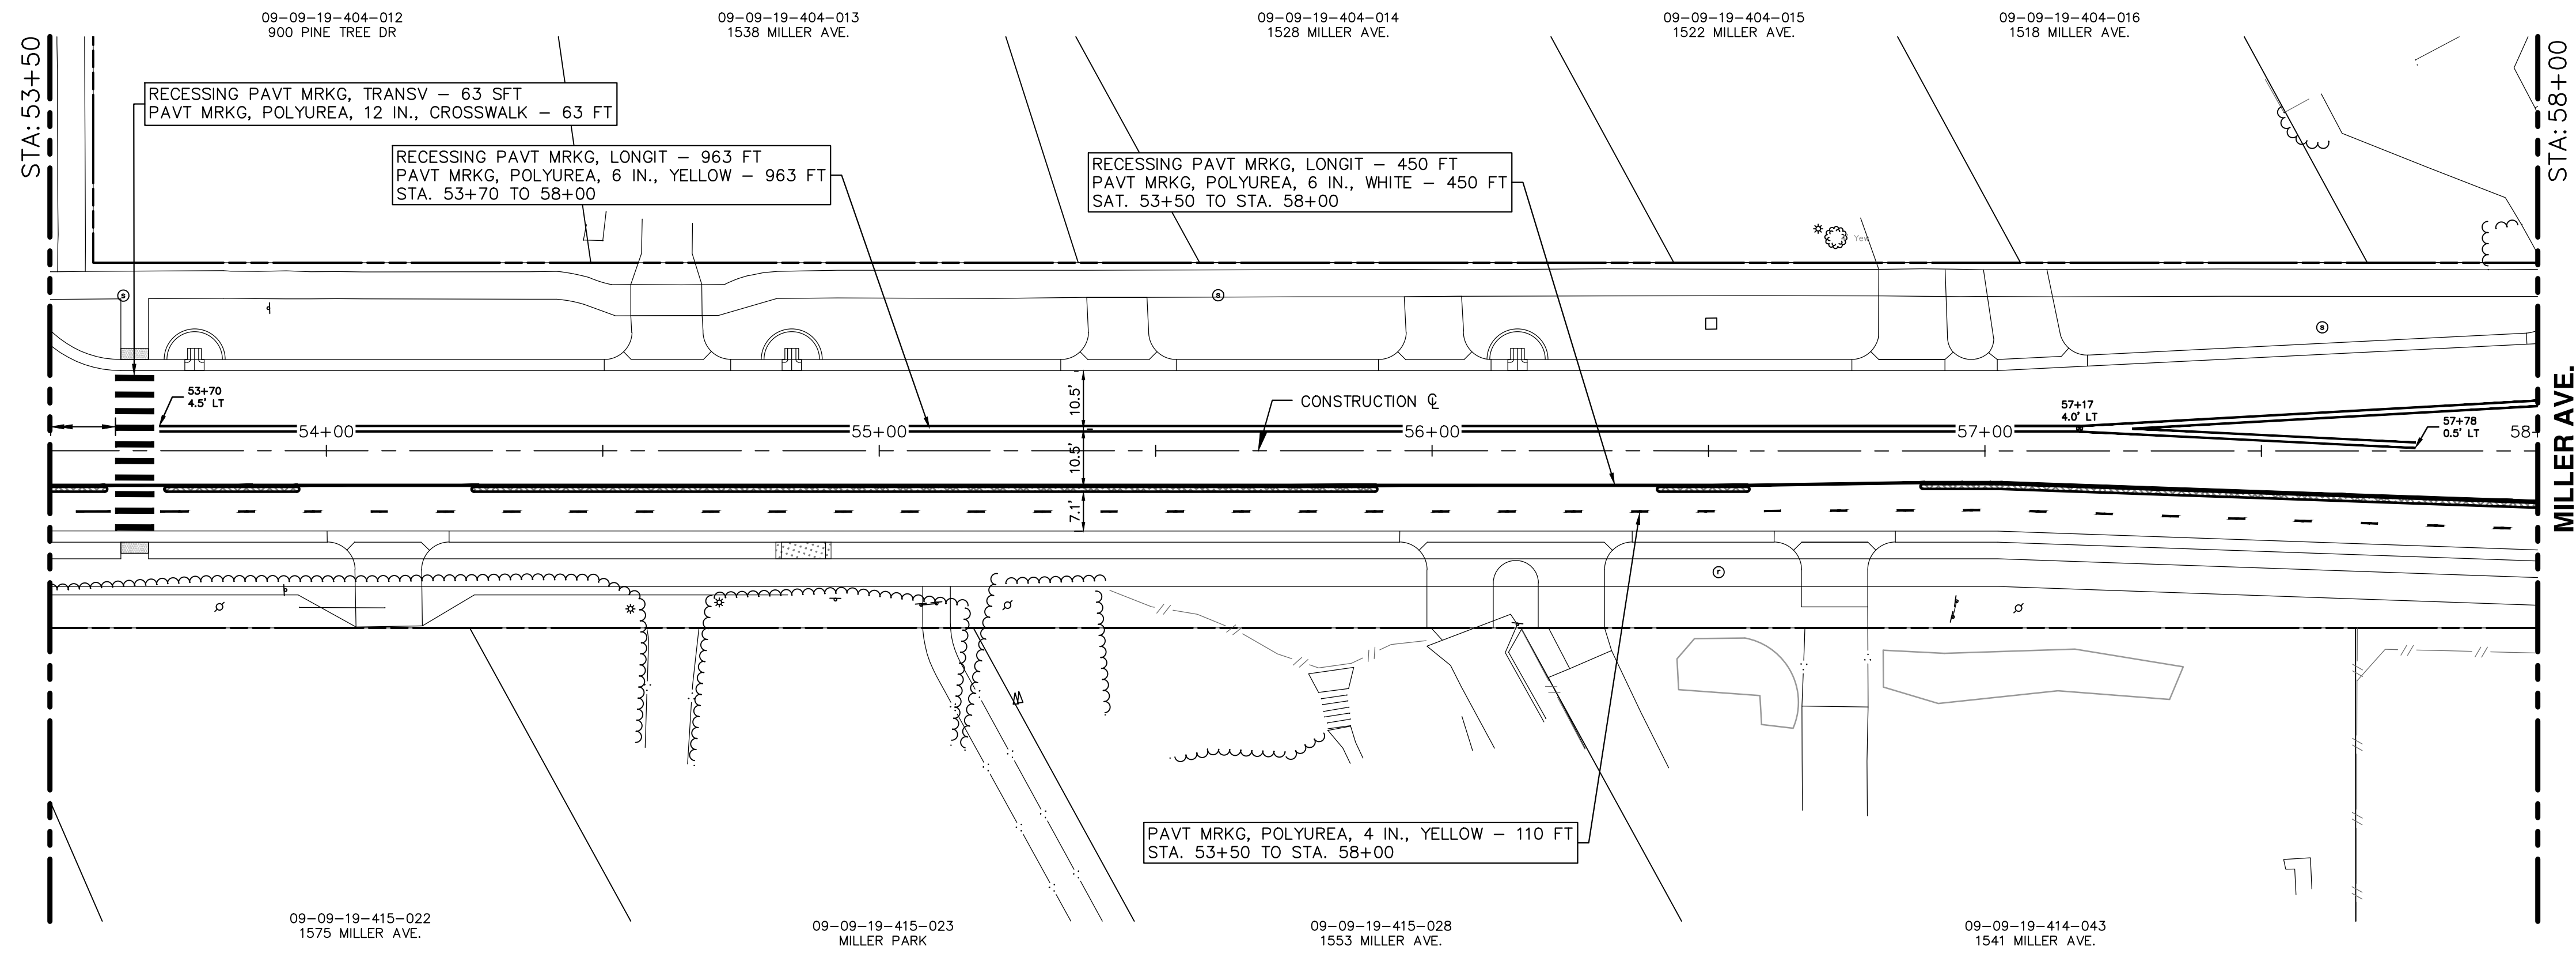 09-09-19-404-012
900 PINE TREE DR
09-09-19-404-013
1538 MILLER AVE.
09-09-19-404-014
1528 MILLER AVE.
09-09-19-404-015
1522 MILLER AVE.
09-09-19-404-016
1518 MILLER AVE.
STA: 53+50
STA: 58+00
RECESSING PAVT MRKG, TRANSV - 63 SFT
PAVT MRKG, POLYUREA, 12 IN., CROSSWALK - 63 FT
RECESSING PAVT MRKG, LONGIT - 963 FT
PAVT MRKG, POLYUREA, 6 IN., YELLOW - 963 FT
STA. 53+70 TO 58+00
RECESSING PAVT MRKG, LONGIT - 450 FT
PAVT MRKG, POLYUREA, 6 IN., WHITE - 450 FT
SAT. 53+50 TO STA. 58+00
Yew
S
S
S
53+70
4.5' LT
10.5'
CONSTRUCTION ℄
57+17
4.0' LT
57+78
0.5' LT
54+00
55+00
56+00
57+00
58+
10.5'
7.1'
MILLER AVE.
r
PAVT MRKG, POLYUREA, 4 IN., YELLOW - 110 FT
STA. 53+50 TO STA. 58+00
09-09-19-415-022
1575 MILLER AVE.
09-09-19-415-023
MILLER PARK
09-09-19-415-028
1553 MILLER AVE.
09-09-19-414-043
1541 MILLER AVE.